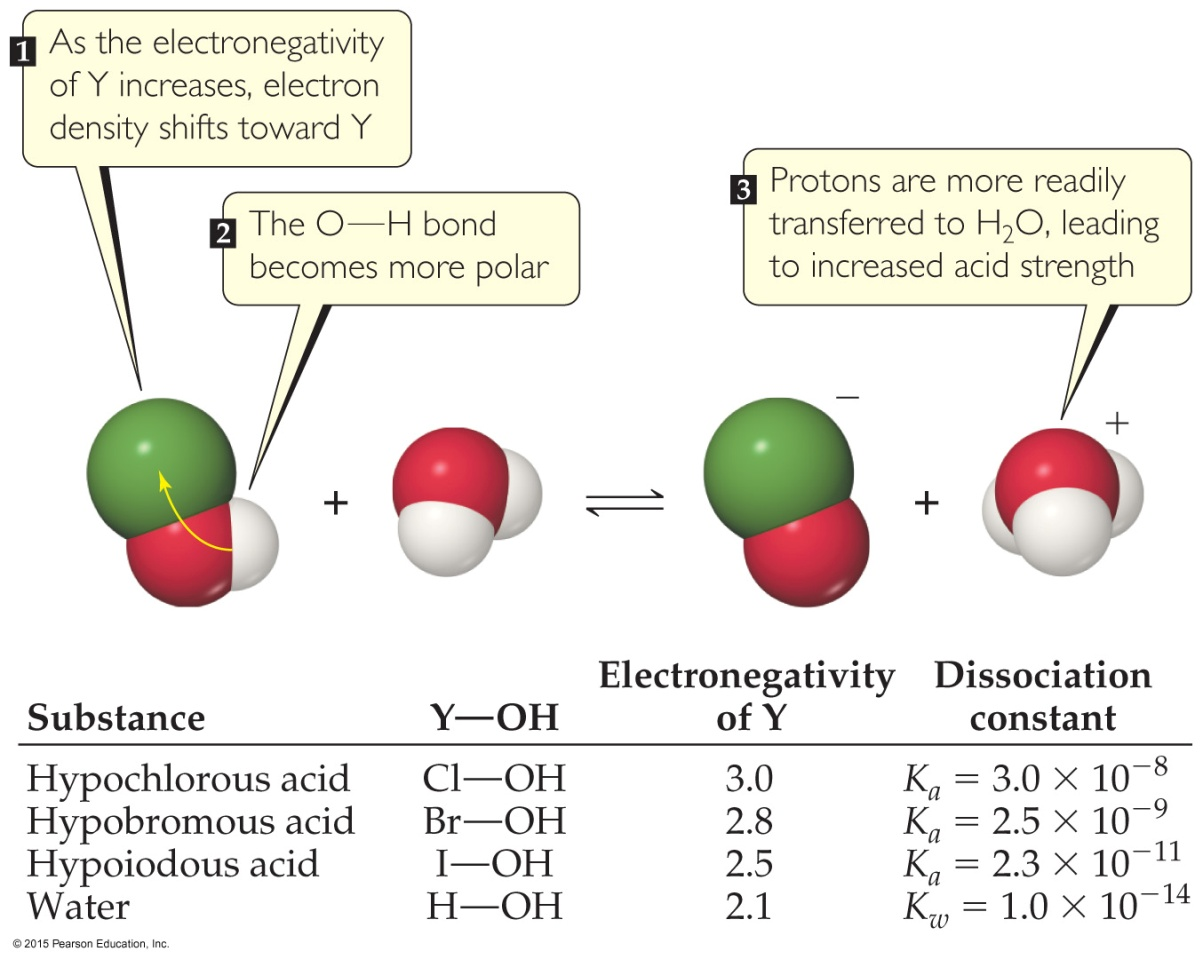 1 As the electronegativity
of Y increases, electron
density shifts toward Y
2 The O—H bond
becomes more polar
3 Protons are more readily
transferred to H₂O, leading
to increased acid strength
+
⇌
−
+
+
Substance Y—OH Electronegativity of Y Dissociation constant
Hypochlorous acid Cl—OH 3.0 Kₐ = 3.0 × 10⁻⁸
Hypobromous acid Br—OH 2.8 Kₐ = 2.5 × 10⁻⁹
Hypoiodous acid I—OH 2.5 Kₐ = 2.3 × 10⁻¹¹
Water H—OH 2.1 K_w = 1.0 × 10⁻¹⁴
© 2015 Pearson Education, Inc.